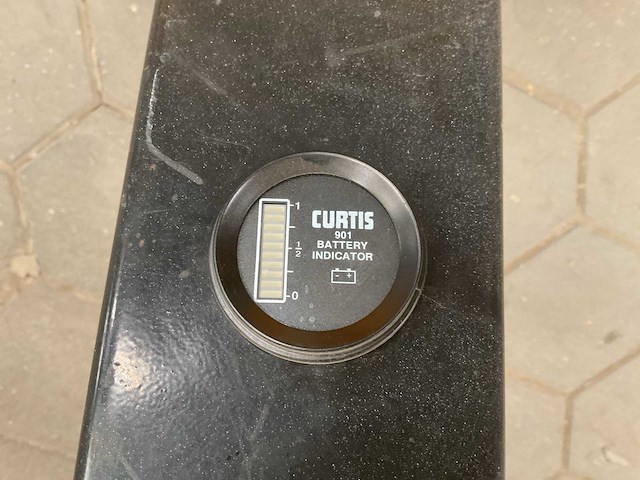 CURTIS
901
BATTERY
INDICATOR
1
1/2
0
- +